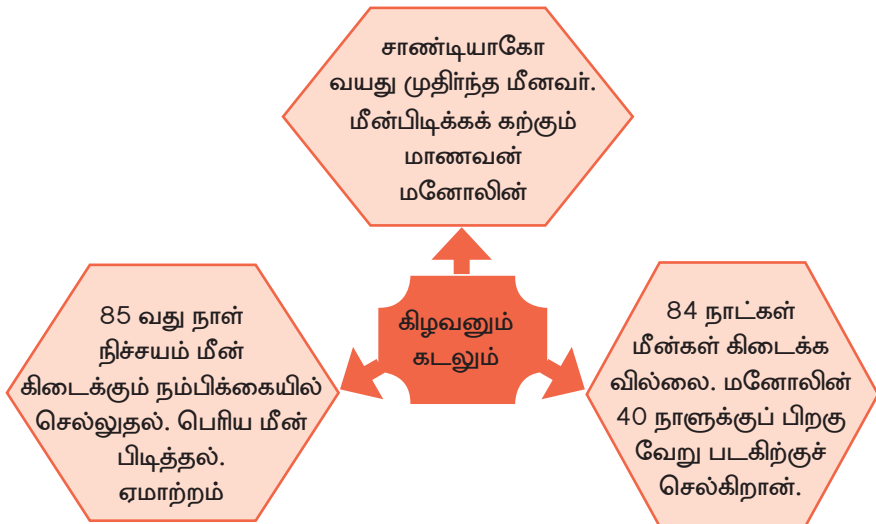 சாண்டியாகோ
வயது முதிர்ந்த மீனவர்.
மீன்பிடிக்கக் கற்கும்
மாணவன்
மனோலின்
கிழவனும்
கடலும்
85 வது நாள்
நிச்சயம் மீன்
கிடைக்கும் நம்பிக்கையில்
செல்லுதல். பெரிய மீன்
பிடித்தல்.
ஏமாற்றம்
84 நாட்கள்
மீன்கள் கிடைக்க
வில்லை. மனோலின்
40 நாளுக்குப் பிறகு
வேறு படகிற்குச்
செல்கிறான்.